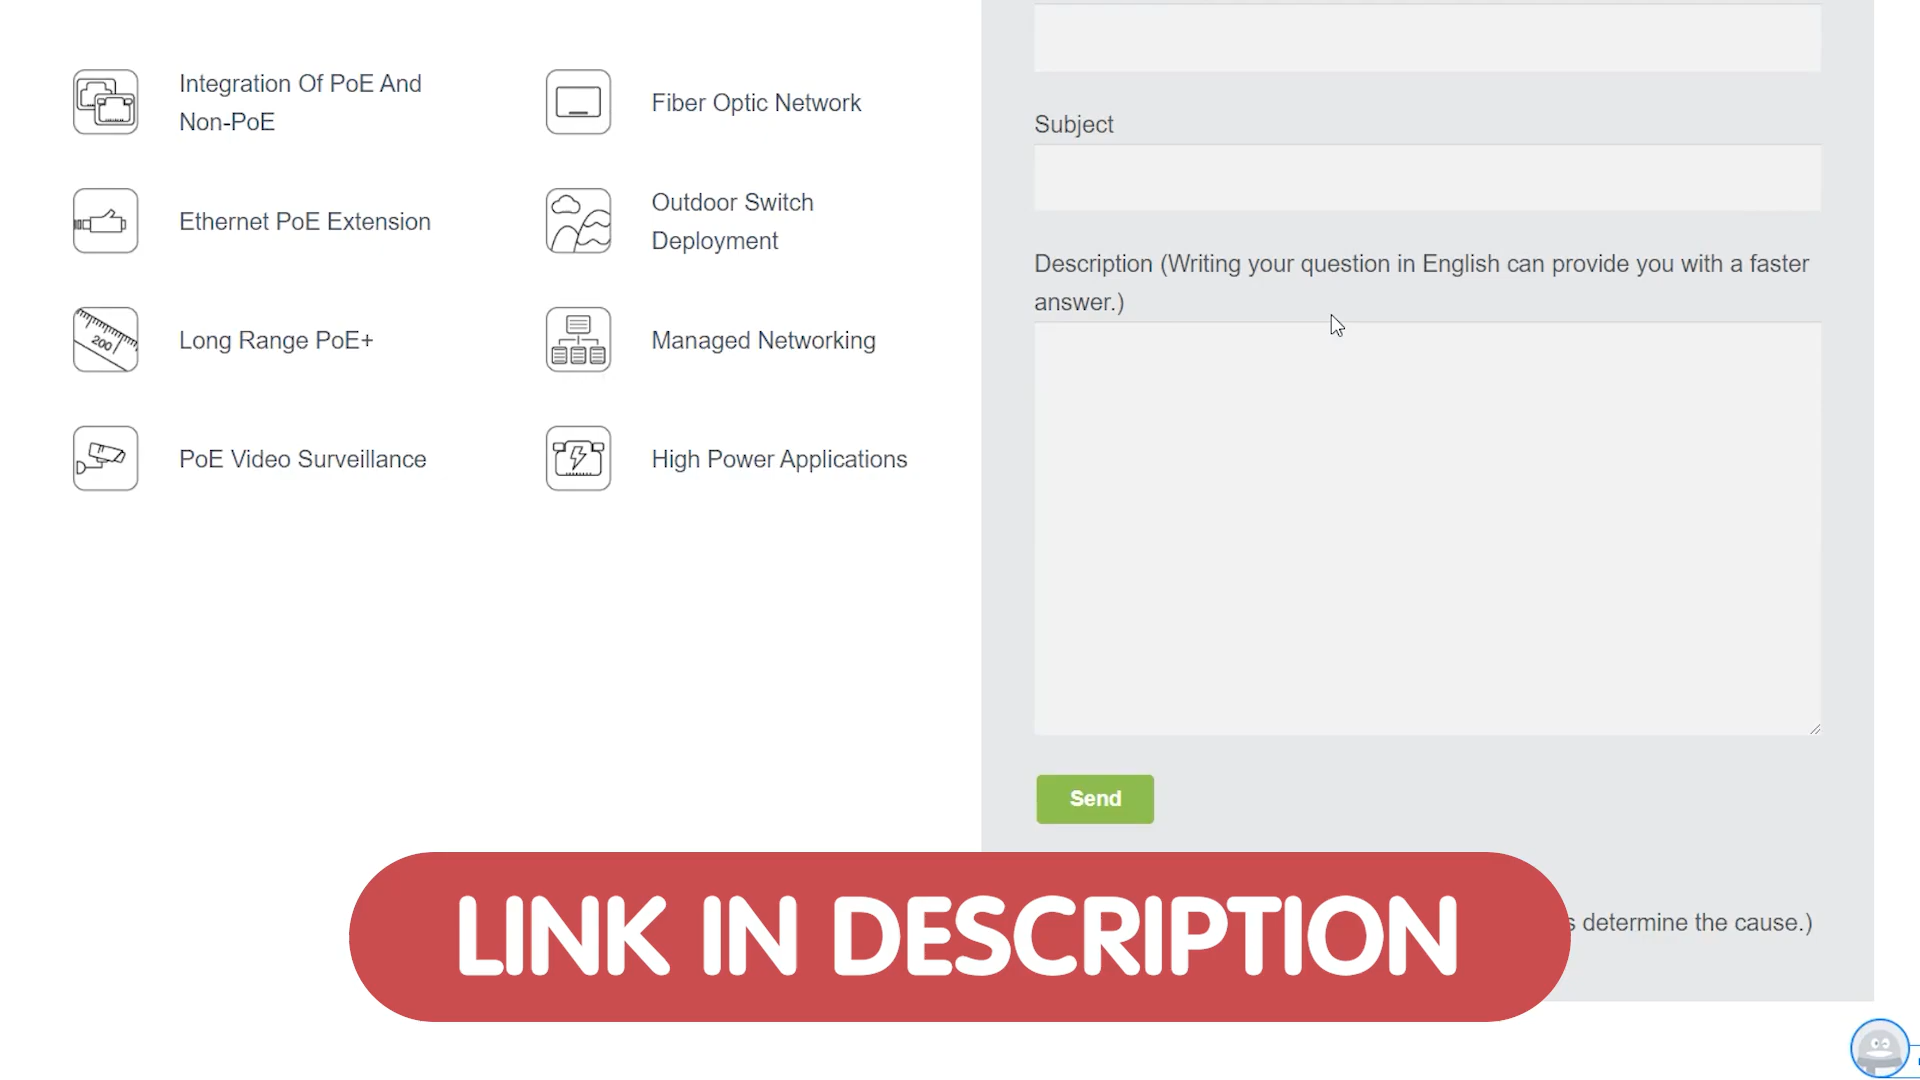 Integration Of PoE And
Non-PoE
Fiber Optic Network
Ethernet PoE Extension
Outdoor Switch
Deployment
200
Long Range PoE+
Managed Networking
PoE Video Surveillance
High Power Applications
Subject
Description (Writing your question in English can provide you with a faster
answer.)
Send
determine the cause.)
LINK IN DESCRIPTION